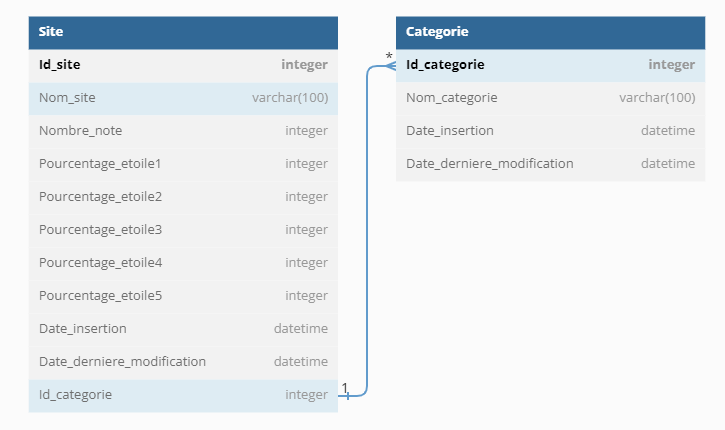 Site
Id_site integer
Nom_site varchar(100)
Nombre_note integer
Pourcentage_etoile1 integer
Pourcentage_etoile2 integer
Pourcentage_etoile3 integer
Pourcentage_etoile4 integer
Pourcentage_etoile5 integer
Date_insertion datetime
Date_derniere_modification datetime
Id_categorie integer
1
*
Categorie
Id_categorie integer
Nom_categorie varchar(100)
Date_insertion datetime
Date_derniere_modification datetime